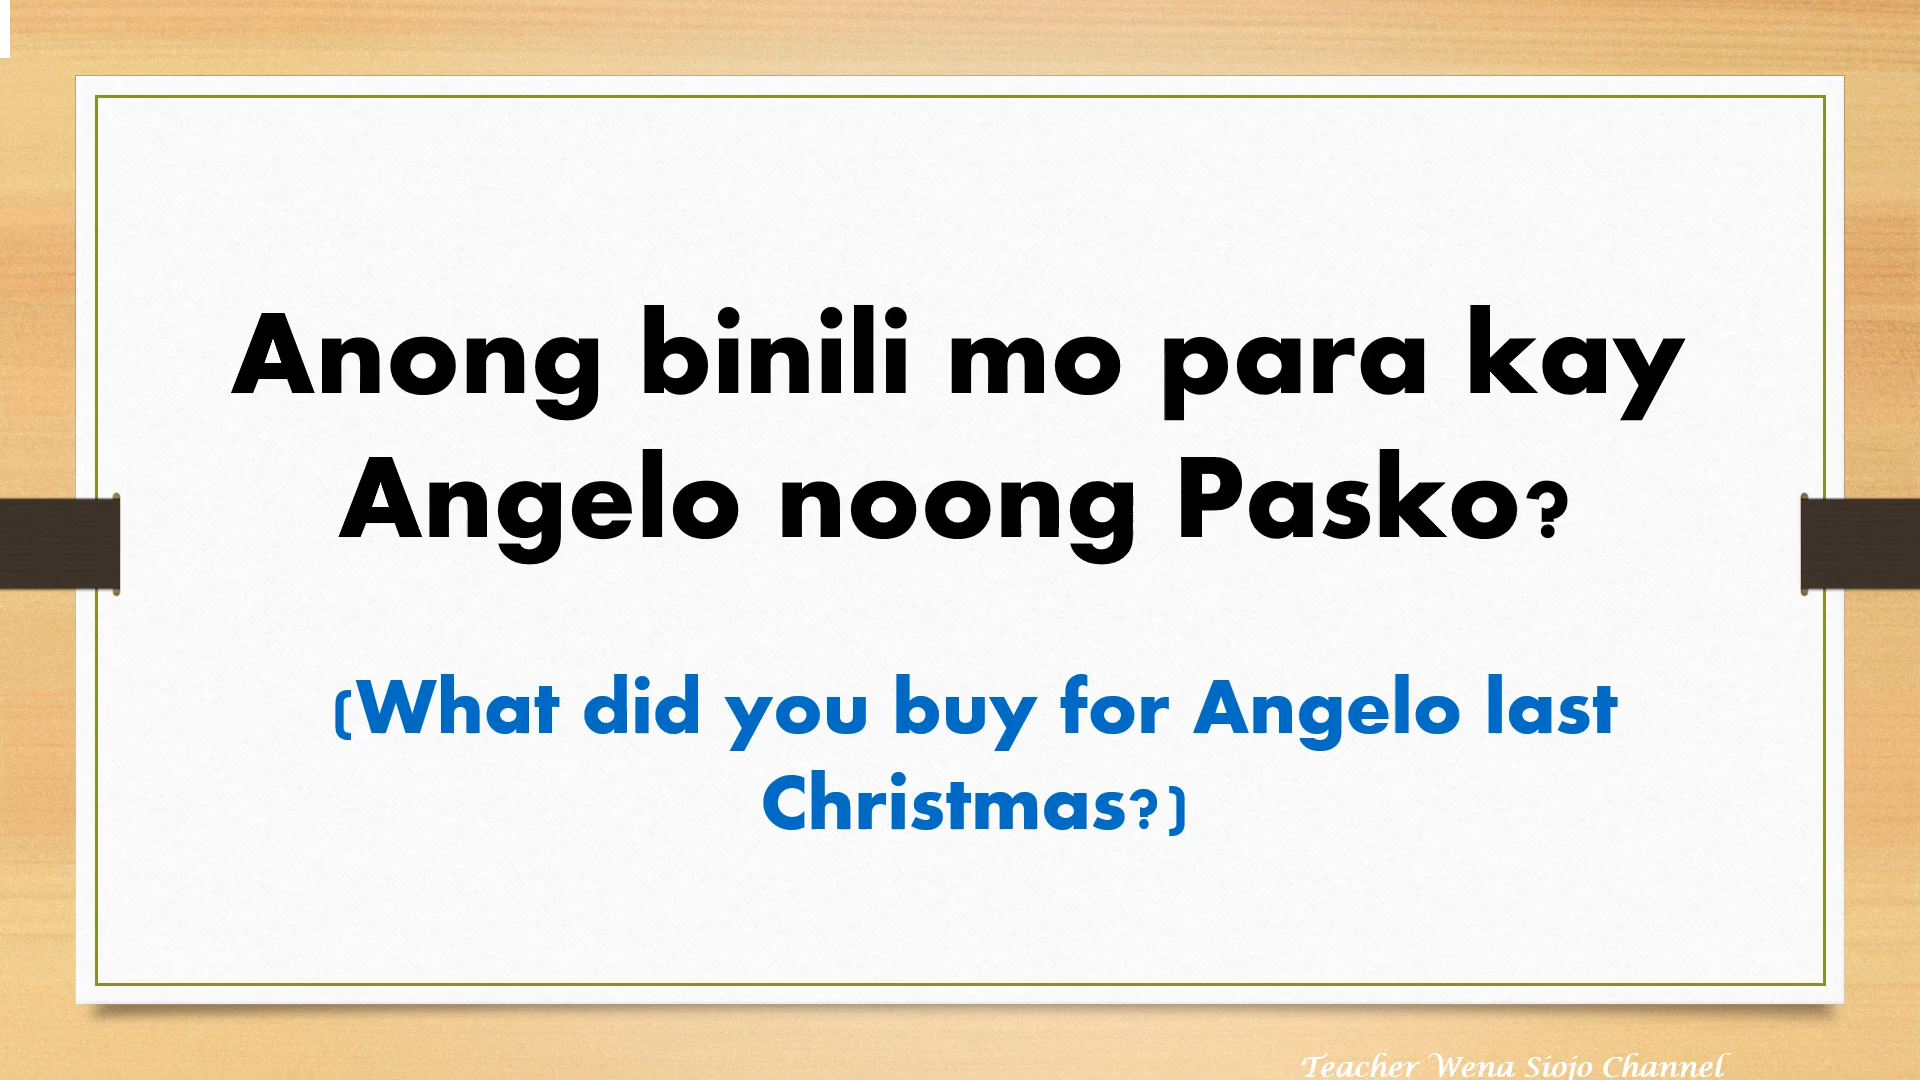 Anong binili mo para kay
Angelo noong Pasko?
(What did you buy for Angelo last
Christmas?)
Teacher Wena Siojo Channel